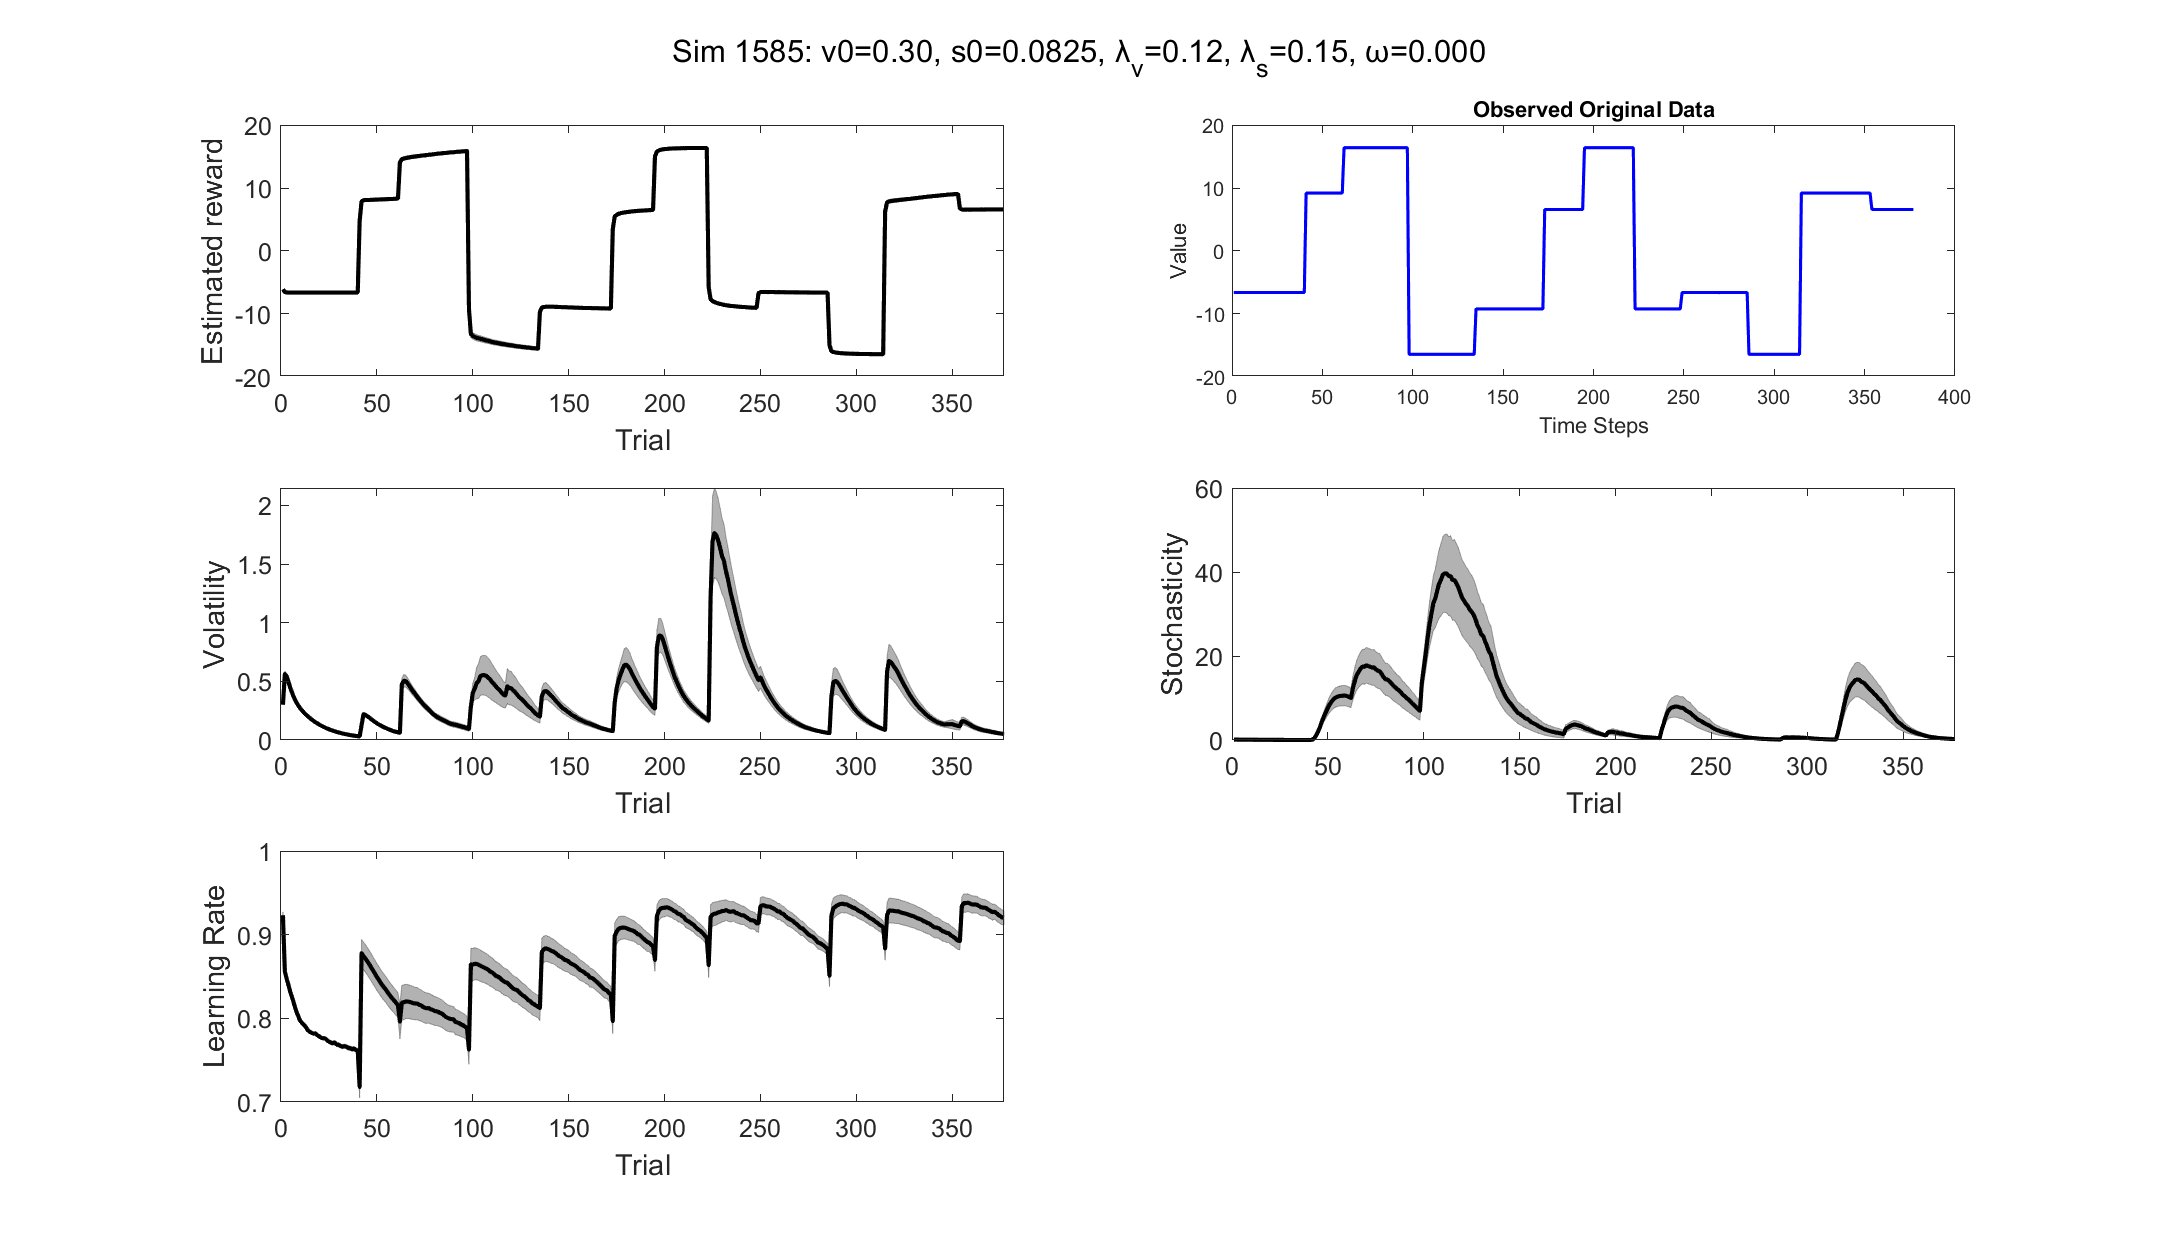 Sim 1585: v0=0.30, s0=0.0825, λ_v=0.12, λ_s=0.15, ω=0.000
Estimated reward
20
10
0
-10
-20
0 50 100 150 200 250 300 350
Trial
Observed Original Data
Value
20
10
0
-10
-20
0 50 100 150 200 250 300 350 400
Time Steps
Volatility
2
1.5
1
0.5
0
0 50 100 150 200 250 300 350
Trial
Stochasticity
60
40
20
0
0 50 100 150 200 250 300 350
Trial
Learning Rate
1
0.9
0.8
0.7
0 50 100 150 200 250 300 350
Trial